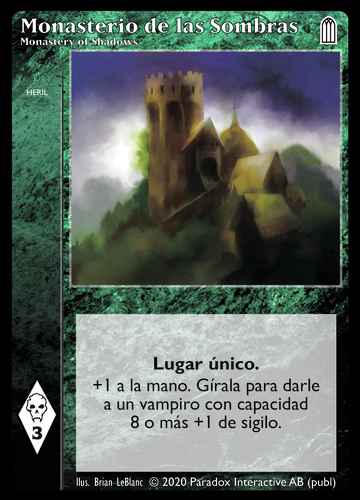 Monasterio de las Sombras
Monastery of Shadows
HERIL
Lugar único.
+1 a la mano. Gírala para darle
a un vampiro con capacidad
8 o más +1 de sigilo.
3
Ilus. Brian LeBlanc © 2020 Paradox Interactive AB (publ)